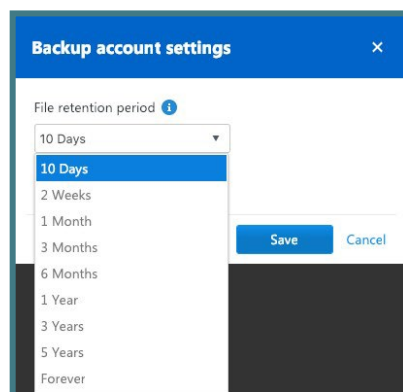 Backup account settings ×
File retention period i
10 Days
10 Days
2 Weeks
1 Month
3 Months
6 Months
1 Year
3 Years
5 Years
Forever
Save Cancel